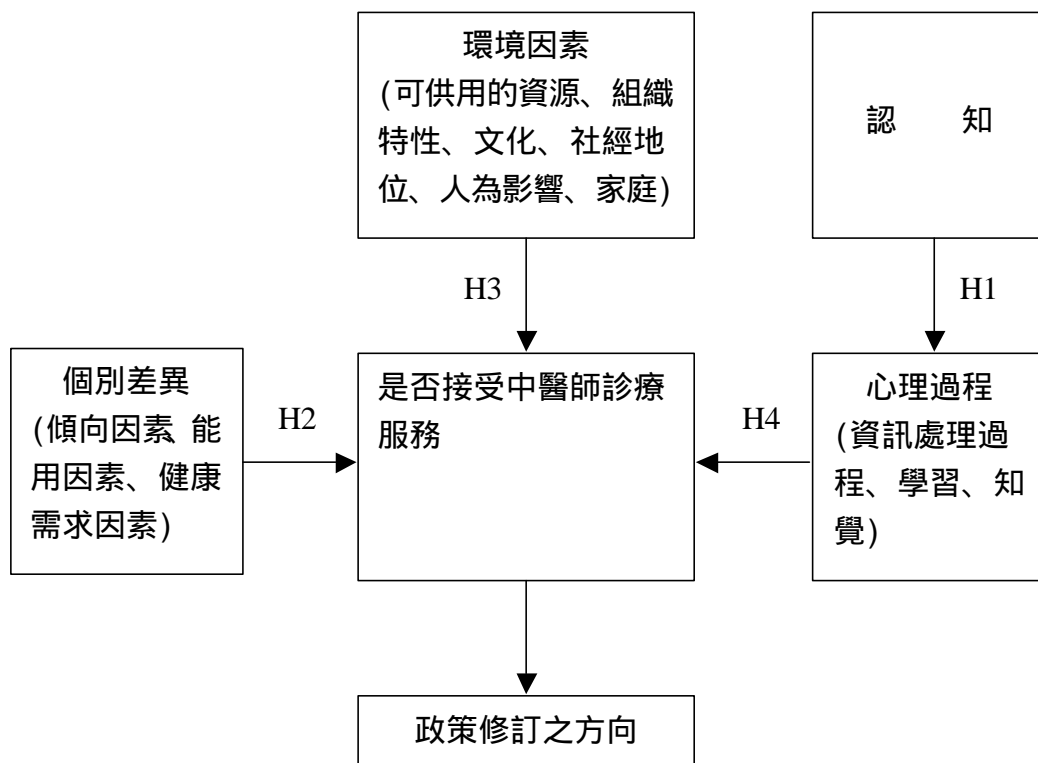 環境因素
(可供用的資源、組織
特性、文化、社經地
位、人為影響、家庭)
認 知
H3
H1
個別差異
(傾向因素、能
用因素、健康
需求因素)
H2
是否接受中醫師診療
服務
H4
心理過程
(資訊處理過
程、學習、知
覺)
政策修訂之方向